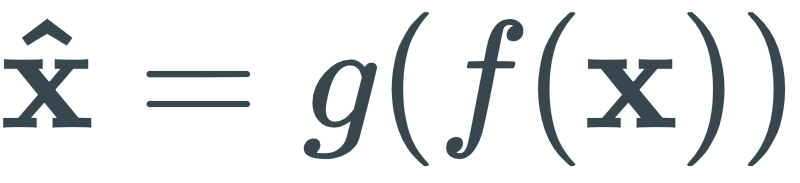 x̂ = g(f(x))